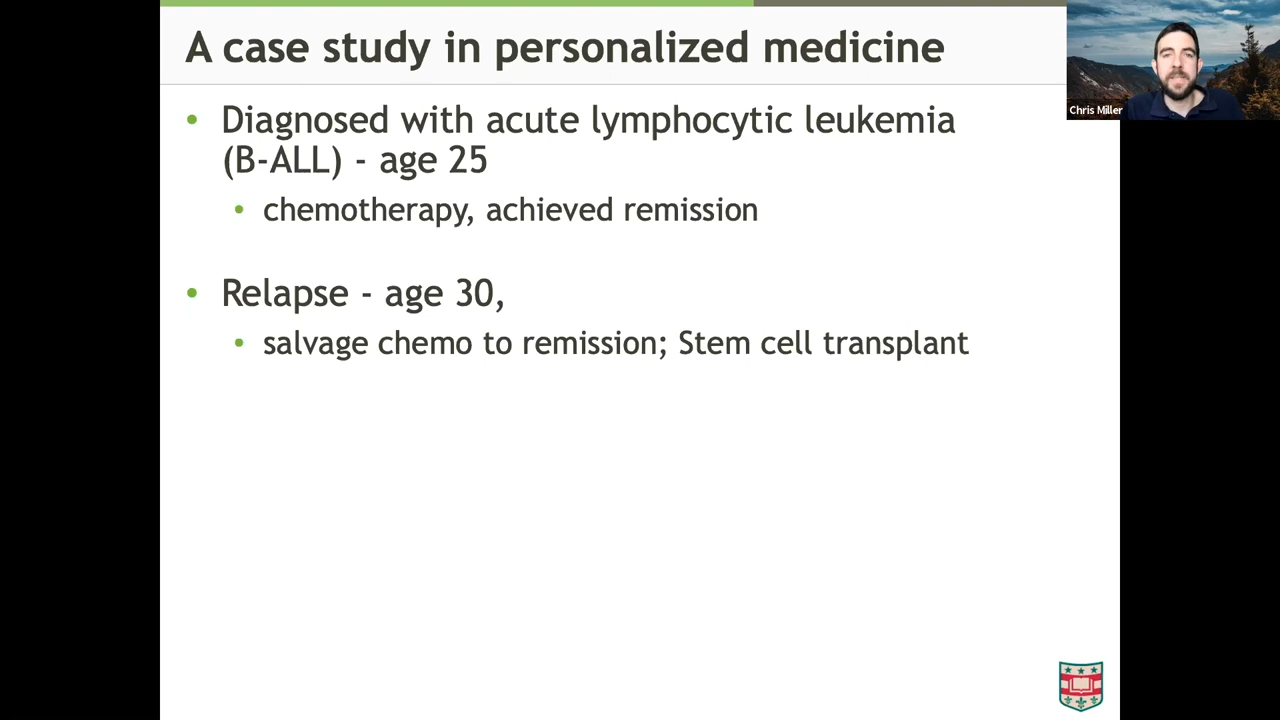 A case study in personalized medicine
Chris Miller
• Diagnosed with acute lymphocytic leukemia
(B-ALL) - age 25
• chemotherapy, achieved remission
• Relapse - age 30,
• salvage chemo to remission; Stem cell transplant